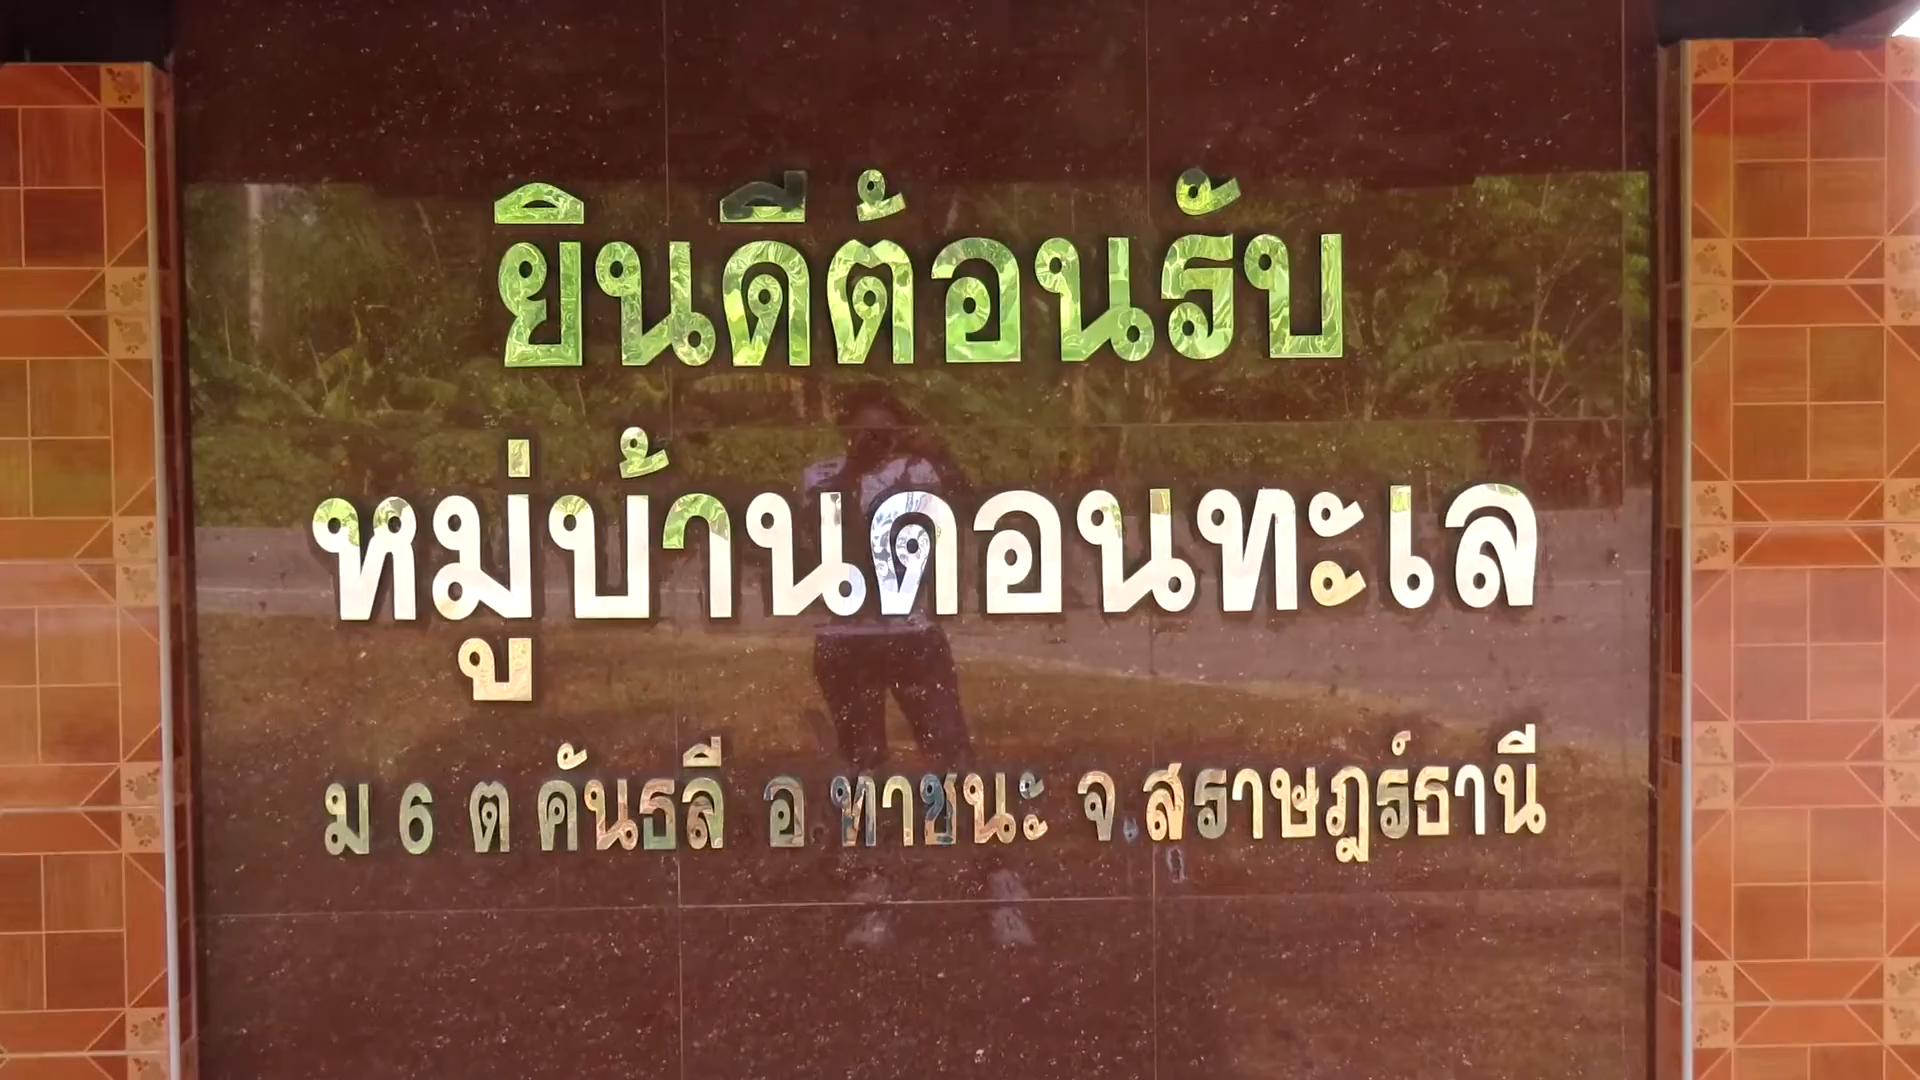 ยินดีต้อนรับ
หมู่บ้านดอนทะเล
ม 6 ต คันธลี อ ทาชนะ จ.สราษฎร์ธานี